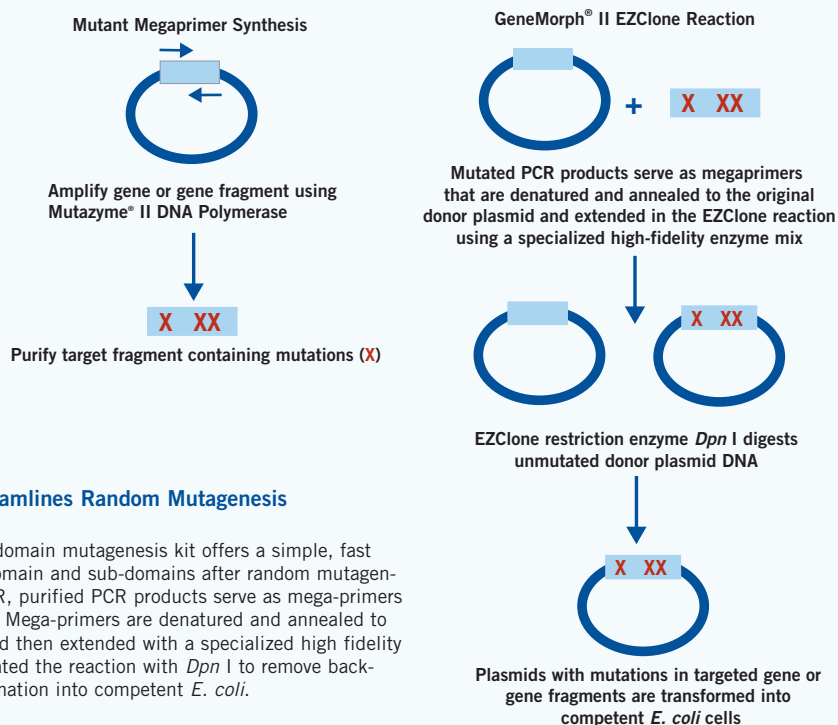 Mutant Megaprimer Synthesis
Amplify gene or gene fragment using
Mutazyme® II DNA Polymerase
X XX
Purify target fragment containing mutations (X)
amlines Random Mutagenesis
domain mutagenesis kit offers a simple, fast
omain and sub-domains after random mutagen-
R, purified PCR products serve as mega-primers
Mega-primers are denatured and annealed to
d then extended with a specialized high fidelity
ated the reaction with Dpn I to remove back-
mation into competent E. coli.
GeneMorph® II EZClone Reaction
+ X XX
Mutated PCR products serve as megaprimers
that are denatured and annealed to the original
donor plasmid and extended in the EZClone reaction
using a specialized high-fidelity enzyme mix
X XX
EZClone restriction enzyme Dpn I digests
unmutated donor plasmid DNA
X XX
Plasmids with mutations in targeted gene or
gene fragments are transformed into
competent E. coli cells